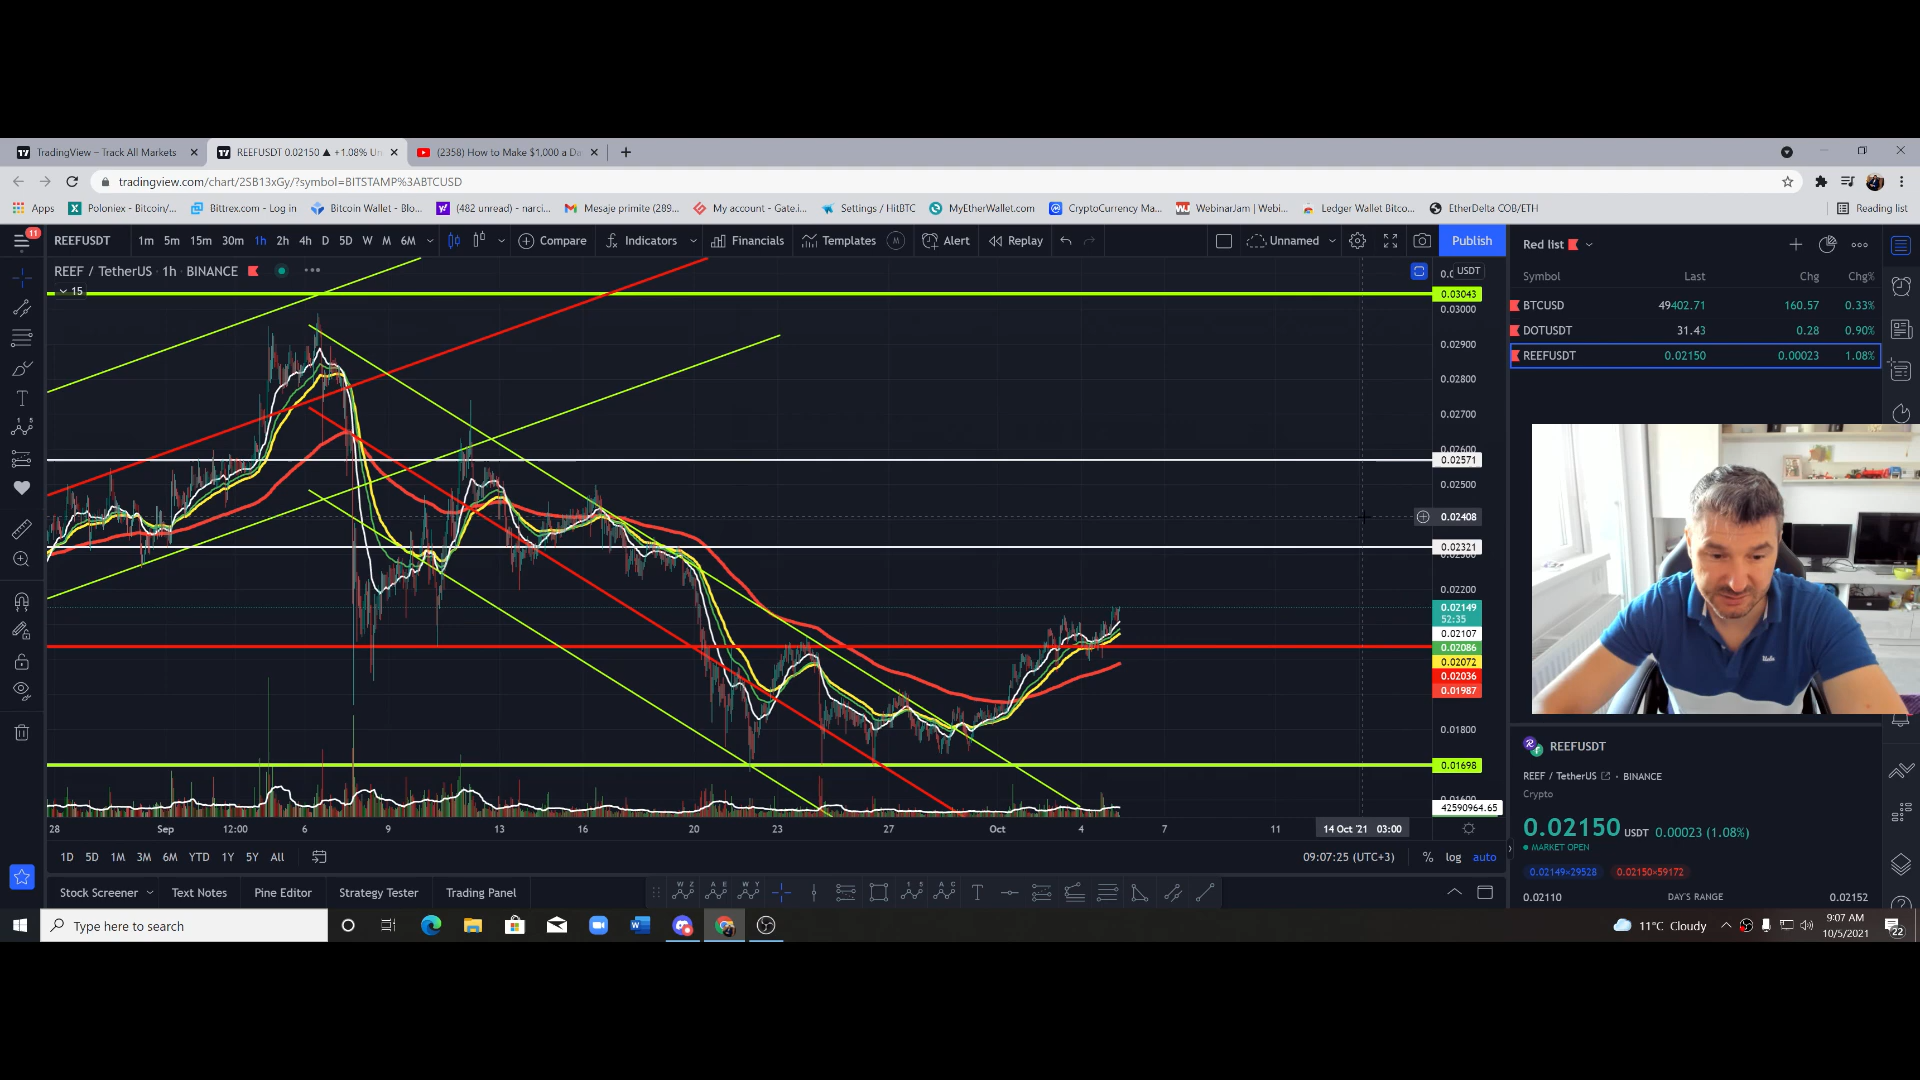 TradingView – Track All Markets
REEFUSDT 0.02150 ▲ +1.08% Un
(2358) How to Make $1,000 a Da
tradingview.com/chart/2SB13xGy/?symbol=BITSTAMP%3ABTCUSD
Apps
Poloniex - Bitcoin/...
Bittrex.com - Log in
Bitcoin Wallet - Blo...
(482 unread) - narci...
Mesaje primite (289...
My account - Gate.i...
Settings / HitBTC
MyEtherWallet.com
CryptoCurrency Ma...
WebinarJam | Webi...
Ledger Wallet Bitco...
EtherDelta COB/ETH
Reading list
11
REEFUSDT 1m 5m 15m 30m 1h 2h 4h D 5D W M 6M
Compare
Indicators
Financials
Templates
M
Alert
Replay
Unnamed
Publish
REEF / TetherUS · 1h · BINANCE
15
USDT
0.03043
0.03000
0.02900
0.02800
0.02700
0.02571
0.02500
0.02408
0.02321
0.02200
0.02149
52:35
0.02107
0.02086
0.02072
0.02036
0.01987
0.01800
0.01698
42590964.65
28 Sep 12:00 6 9 13 16 20 23 27 Oct 4 7 11
14 Oct '21 03:00
1D 5D 1M 3M 6M YTD 1Y 5Y All
09:07:25 (UTC+3)
% log auto
Stock Screener
Text Notes
Pine Editor
Strategy Tester
Trading Panel
Red list
Symbol Last Chg Chg%
BTCUSD 49402.71 160.57 0.33%
DOTUSDT 31.43 0.28 0.90%
REEFUSDT 0.02150 0.00023 1.08%
REEFUSDT
REEF / TetherUS · BINANCE
Crypto
0.02150 USDT 0.00023 (1.08%)
MARKET OPEN
0.02149×29528 0.02150×59172
0.02110 DAY'S RANGE 0.02152
Type here to search
11°C Cloudy
9:07 AM
10/5/2021
22